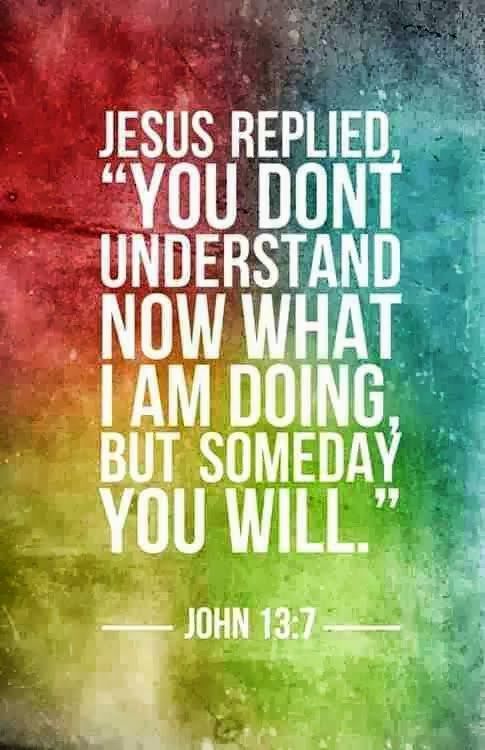 JESUS REPLIED,
“YOU DONT
UNDERSTAND
NOW WHAT
I AM DOING,
BUT SOMEDAY
YOU WILL.”
JOHN 13:7